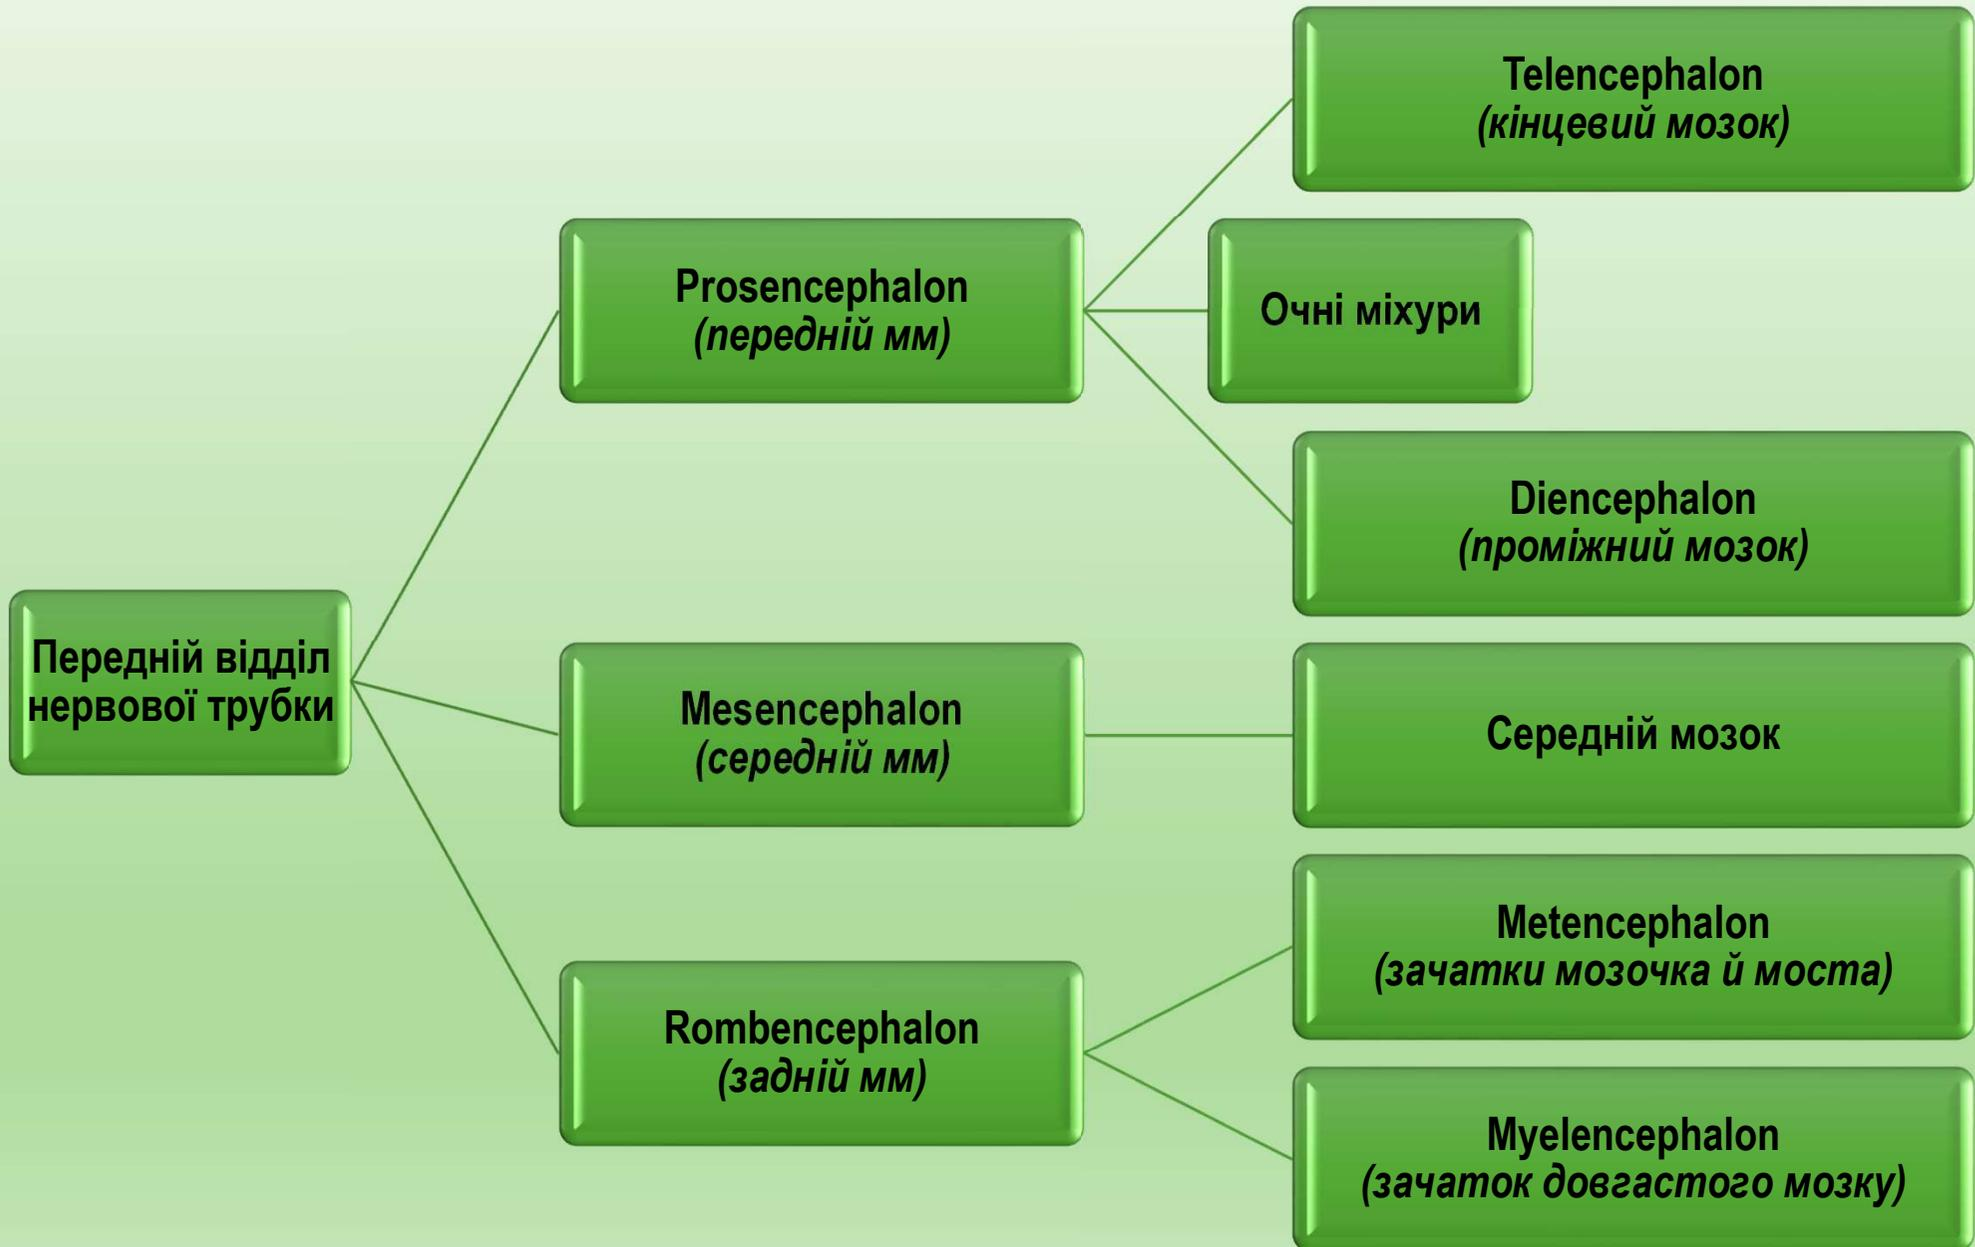 Передній відділ
нервової трубки
Prosencephalon
(передній мм)
Telencephalon
(кінцевий мозок)
Очні міхури
Diencephalon
(проміжний мозок)
Mesencephalon
(середній мм)
Середній мозок
Rombencephalon
(задній мм)
Metencephalon
(зачатки мозочка й моста)
Myelencephalon
(зачаток довгастого мозку)